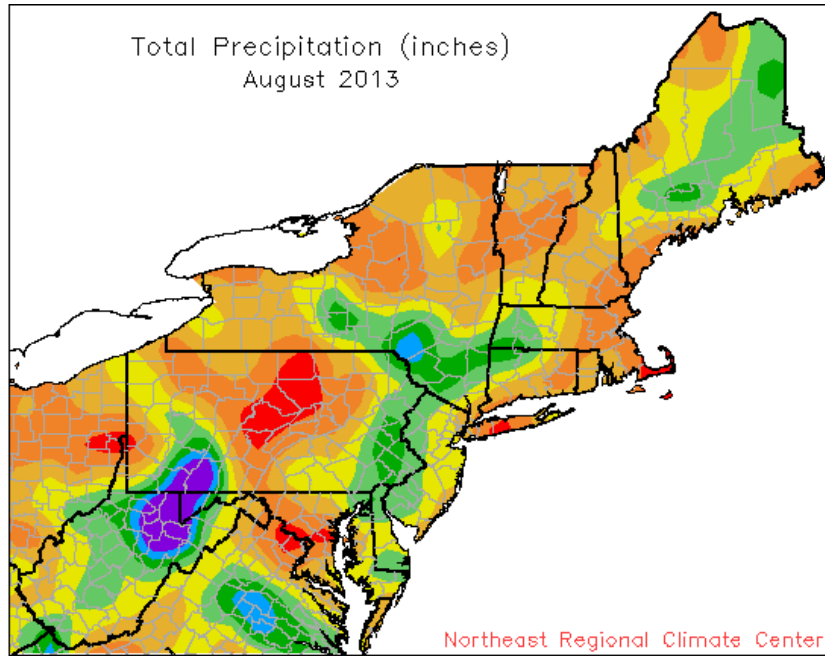 Total Precipitation (inches)
August 2013
Northeast Regional Climate Center